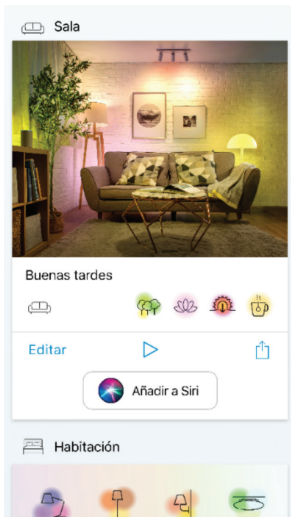 Sala
Buenas tardes
Editar
Añadir a Siri
Habitación